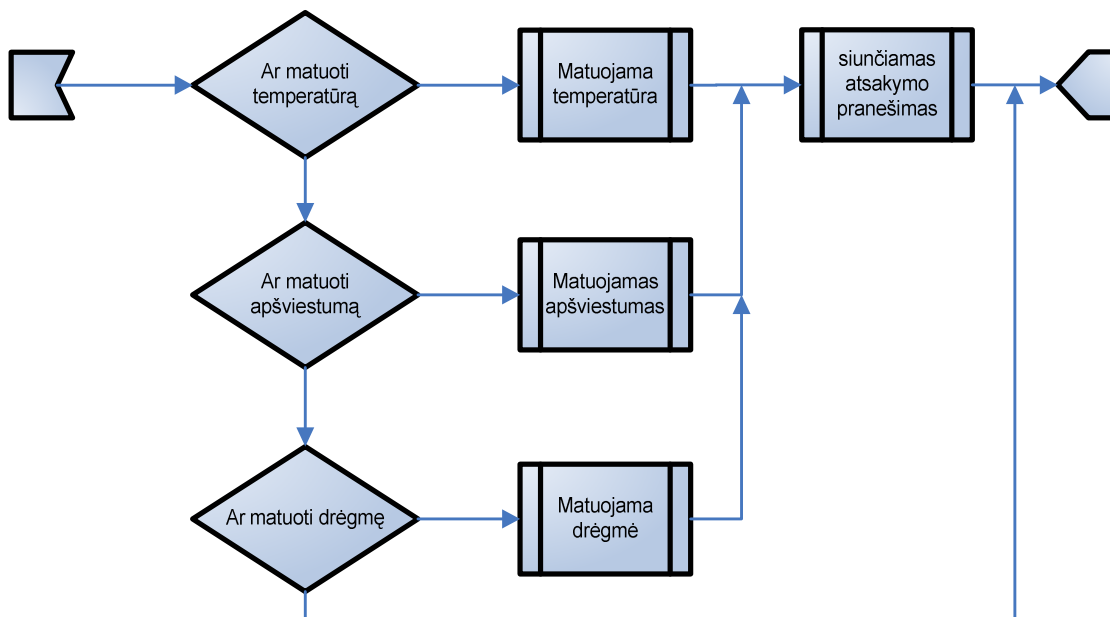 Ar matuoti
temperatūrą
Matuojama
temperatūra
siunčiamas
atsakymo
pranešimas
Ar matuoti
apšviestumą
Matuojamas
apšviestumas
Ar matuoti drėgmę
Matuojama
drėgmė